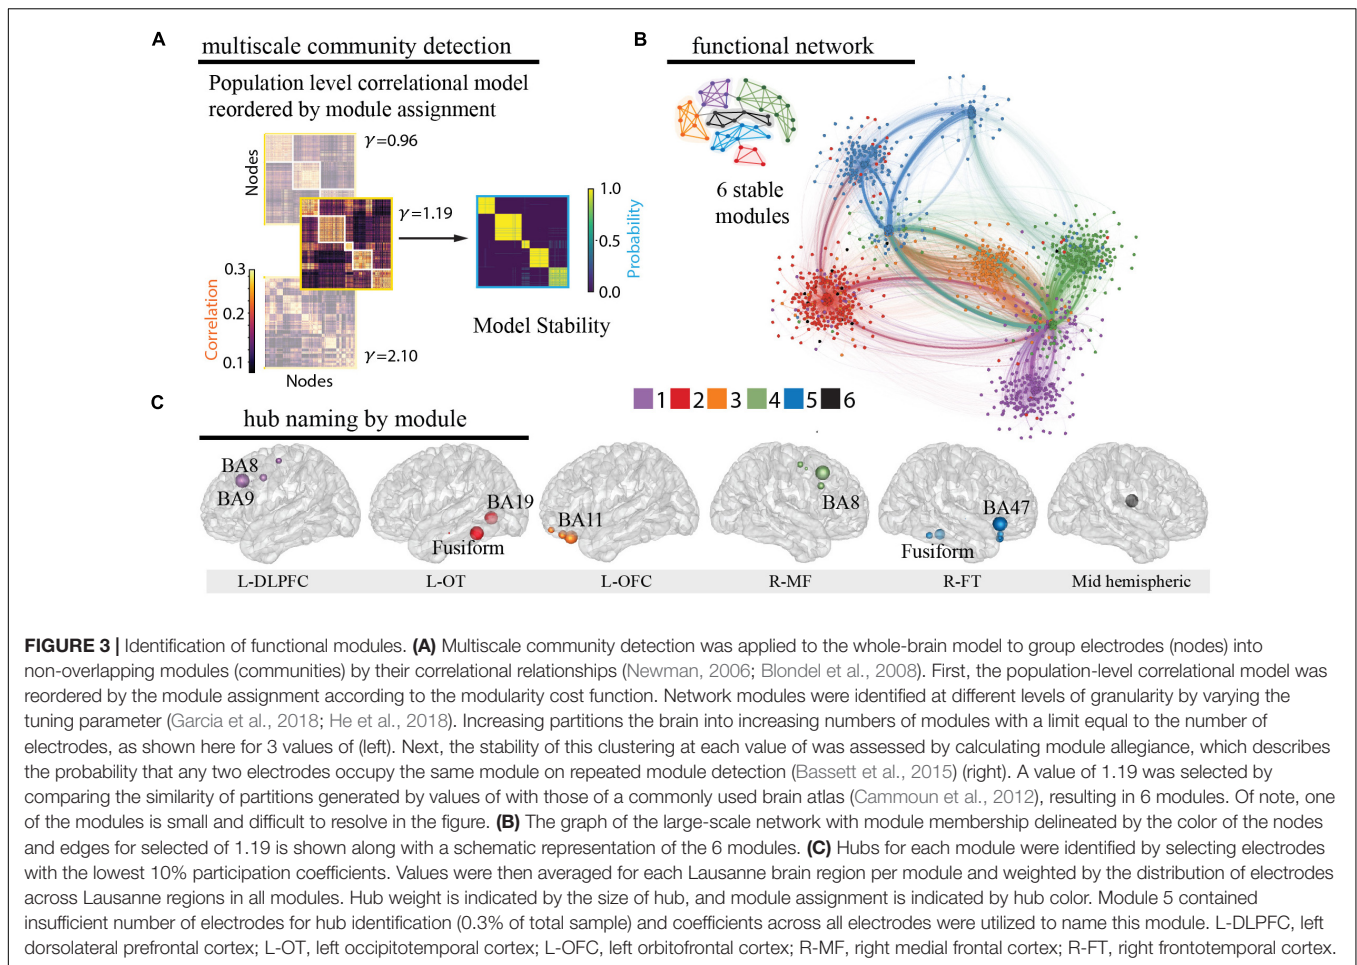 A
multiscale community detection
Population level correlational model
reordered by module assignment
γ=0.96
Nodes
γ=1.19
1.0
0.5
0.0
Probability
Model Stability
0.3
0.2
0.1
Correlation
γ=2.10
Nodes
B
functional network
6 stable
modules
1 2 3 4 5 6
C
hub naming by module
BA8
BA9
BA19
Fusiform
BA11
BA8
BA47
Fusiform
L-DLPFC L-OT L-OFC R-MF R-FT Mid hemispheric
FIGURE 3 | Identification of functional modules. (A) Multiscale community detection was applied to the whole-brain model to group electrodes (nodes) into
non-overlapping modules (communities) by their correlational relationships (Newman, 2006; Blondel et al., 2008). First, the population-level correlational model was
reordered by the module assignment according to the modularity cost function. Network modules were identified at different levels of granularity by varying the
tuning parameter (Garcia et al., 2018; He et al., 2018). Increasing partitions the brain into increasing numbers of modules with a limit equal to the number of
electrodes, as shown here for 3 values of (left). Next, the stability of this clustering at each value of was assessed by calculating module allegiance, which describes
the probability that any two electrodes occupy the same module on repeated module detection (Bassett et al., 2015) (right). A value of 1.19 was selected by
comparing the similarity of partitions generated by values of with those of a commonly used brain atlas (Cammoun et al., 2012), resulting in 6 modules. Of note, one
of the modules is small and difficult to resolve in the figure. (B) The graph of the large-scale network with module membership delineated by the color of the nodes
and edges for selected of 1.19 is shown along with a schematic representation of the 6 modules. (C) Hubs for each module were identified by selecting electrodes
with the lowest 10% participation coefficients. Values were then averaged for each Lausanne brain region per module and weighted by the distribution of electrodes
across Lausanne regions in all modules. Hub weight is indicated by the size of hub, and module assignment is indicated by hub color. Module 5 contained
insufficient number of electrodes for hub identification (0.3% of total sample) and coefficients across all electrodes were utilized to name this module. L-DLPFC, left
dorsolateral prefrontal cortex; L-OT, left occipitotemporal cortex; L-OFC, left orbitofrontal cortex; R-MF, right medial frontal cortex; R-FT, right frontotemporal cortex.